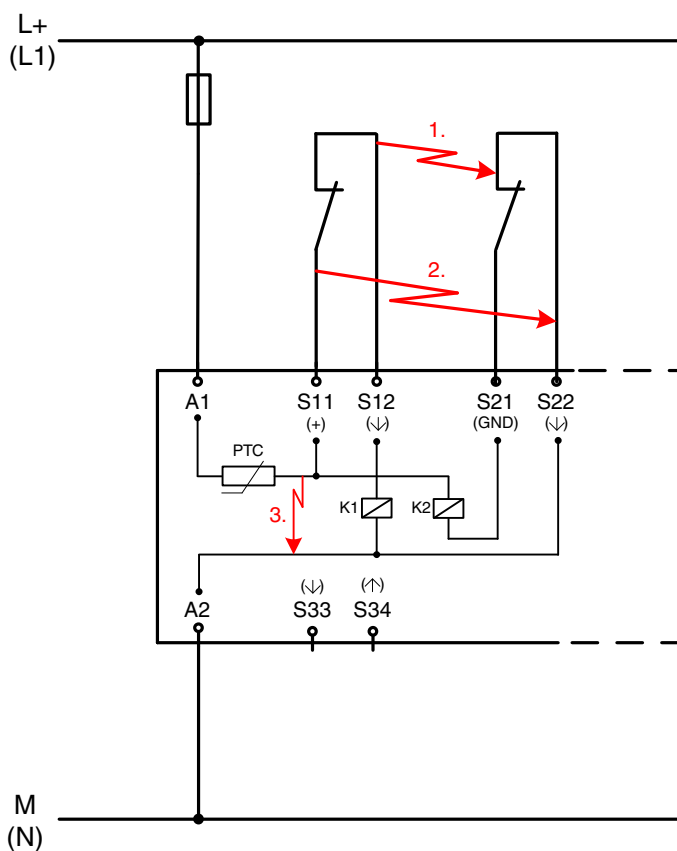 L+
(L1)
1.
2.
A1
S11
(+)
S12
(↓)
S21
(GND)
S22
(↓)
PTC
3.
K1
K2
A2
(↓)
S33
(↑)
S34
M
(N)